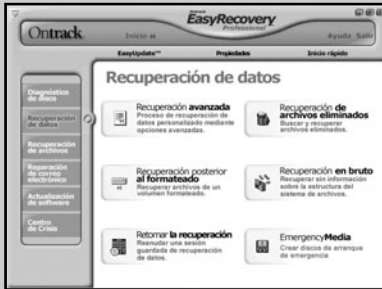 Ontrack
EasyRecovery
Professional
Inicio
Ayuda Salir
EasyUpdate™ Propiedades Inicio rápido
Recuperación de datos
Diagnóstico
de disco
Recuperación
de datos
Recuperación
de archivos
Reparación
de correo
electrónico
Actualización
de software
Centro
de Crisis
Recuperación avanzada
Proceso de recuperación
de datos personalizado mediante
opciones avanzadas.
Recuperación de
archivos eliminados
Buscar y recuperar
archivos eliminados.
Recuperación posterior
al formateado
Recuperar archivos de un
volumen formateado.
Recuperación en bruto
Recuperar sin información
sobre la estructura del
sistema de archivos.
Retomar la recuperación
Reanudar una sesión
guardada de recuperación
de datos.
EmergencyMedia
Crear discos de arranque
de emergencia